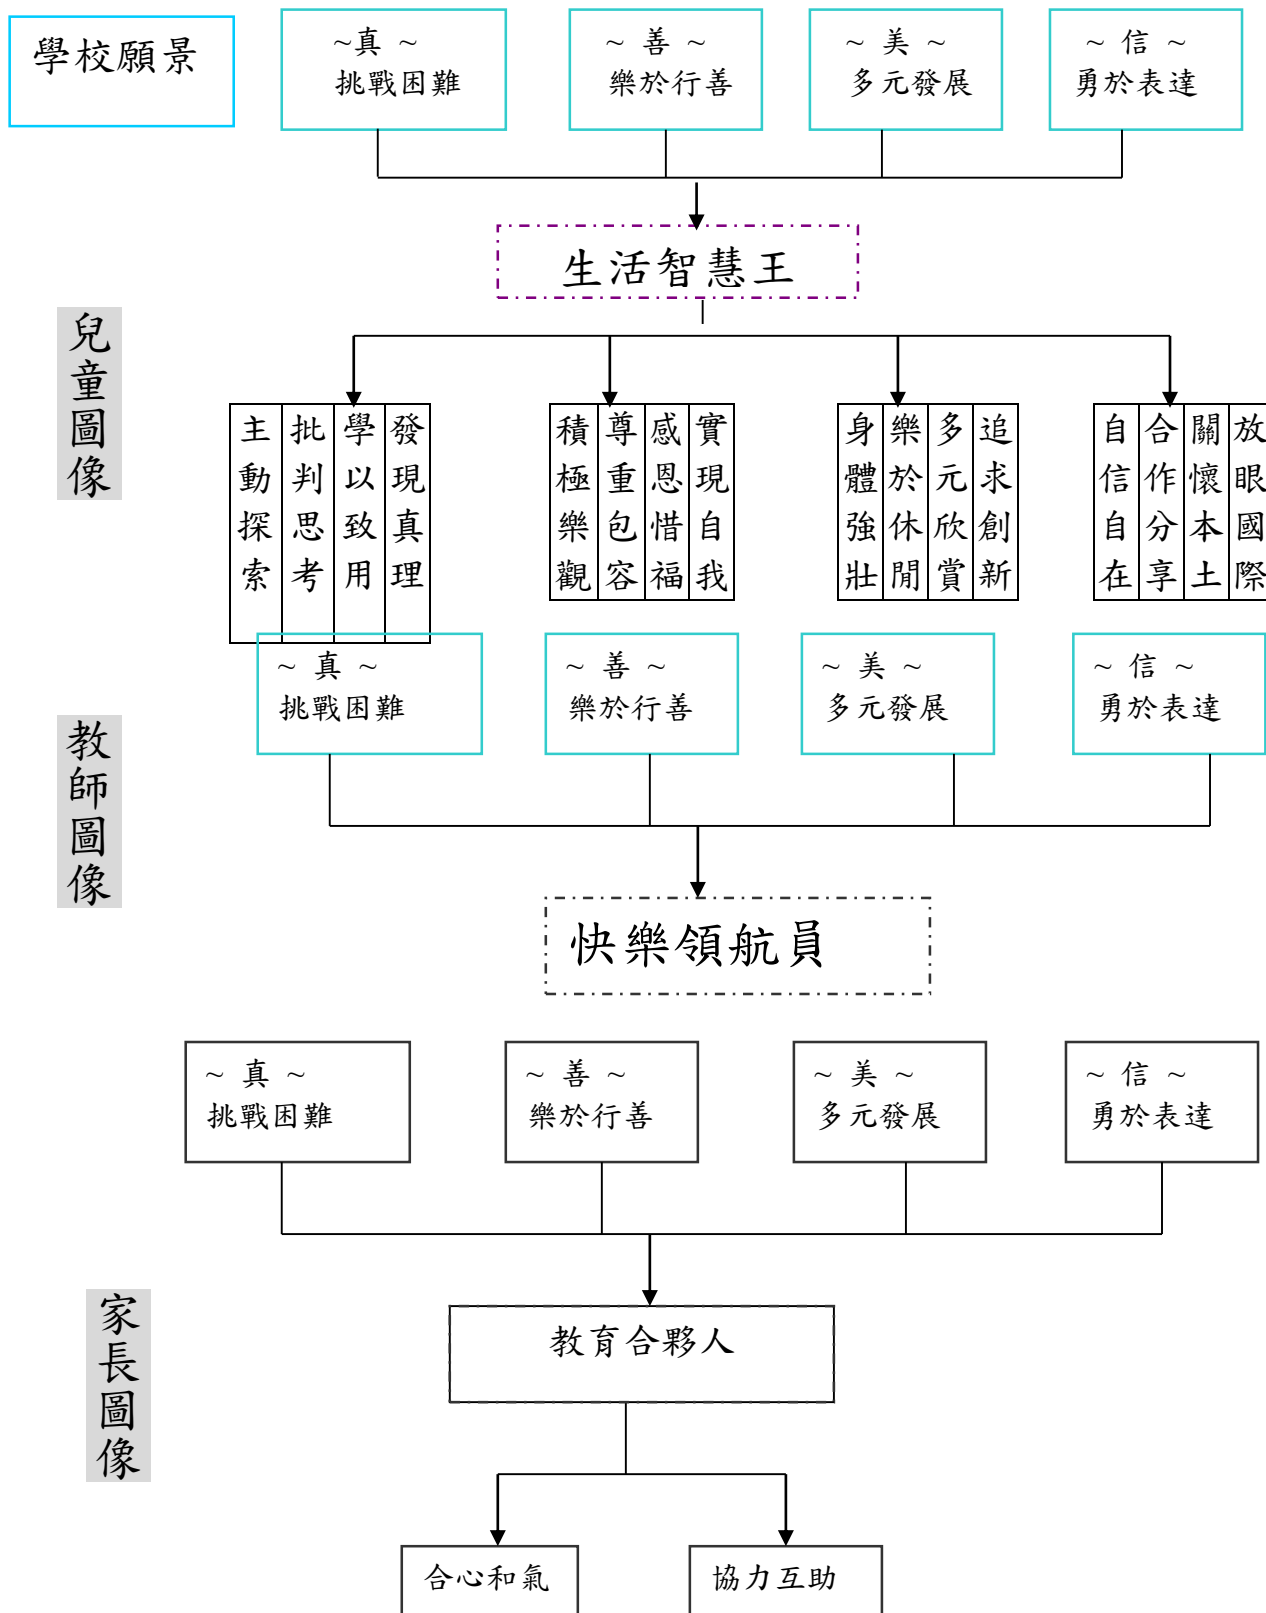 學校願景
~真 ~
挑戰困難
~ 善 ~
樂於行善
~ 美 ~
多元發展
~ 信 ~
勇於表達
生活智慧王
兒童圖像
主動探索
批判思考
學以致用
發現真理
積極樂觀
尊重包容
感恩惜福
實現自我
身體強壯
樂於休閒
多元欣賞
追求創新
自信自在
合作分享
關懷本土
放眼國際
~ 真 ~
挑戰困難
~ 善 ~
樂於行善
~ 美 ~
多元發展
~ 信 ~
勇於表達
教師圖像
快樂領航員
~ 真 ~
挑戰困難
~ 善 ~
樂於行善
~ 美 ~
多元發展
~ 信 ~
勇於表達
家長圖像
教育合夥人
合心和氣
協力互助